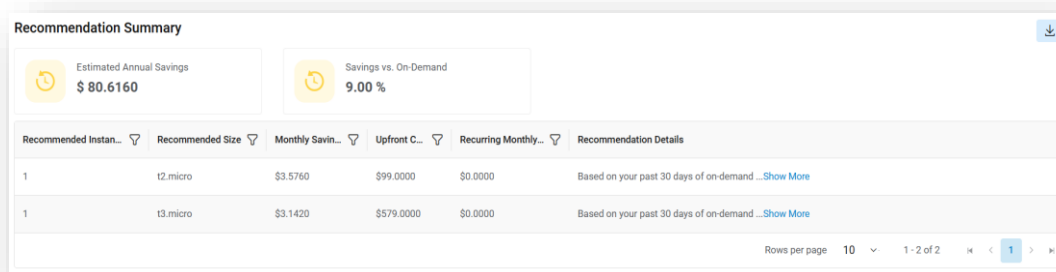 Recommendation Summary
Estimated Annual Savings
$ 80.6160
Savings vs. On-Demand
9.00 %
Recommended Instan... Recommended Size Monthly Savin... Upfront C... Recurring Monthly... Recommendation Details
1 t2.micro $3.5760 $99.0000 $0.0000 Based on your past 30 days of on-demand ...Show More
1 t3.micro $3.1420 $579.0000 $0.0000 Based on your past 30 days of on-demand ...Show More
Rows per page 10 1 - 2 of 2 1